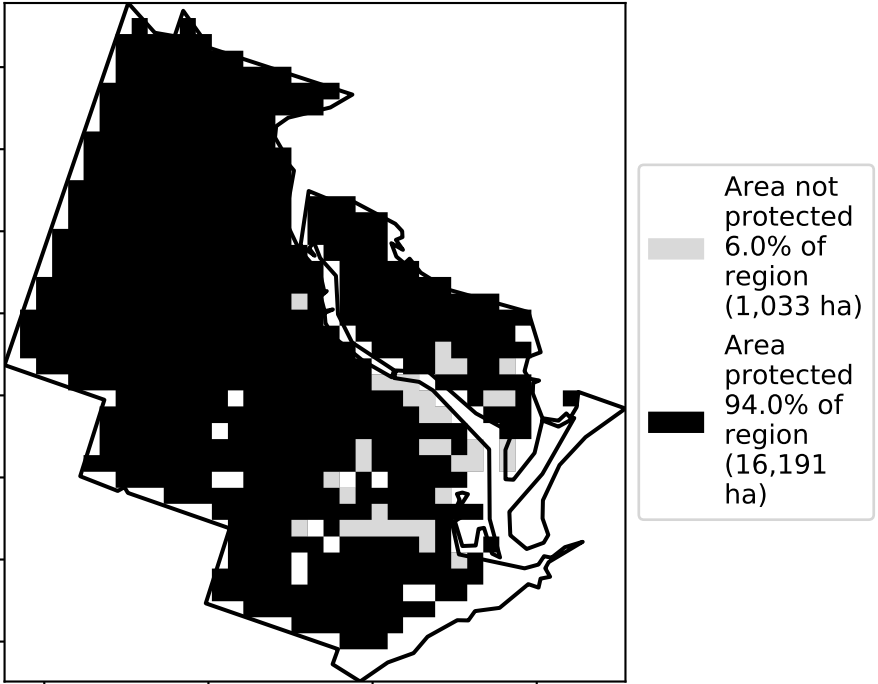 Area not
protected
6.0% of
region
(1,033 ha)
Area
protected
94.0% of
region
(16,191
ha)